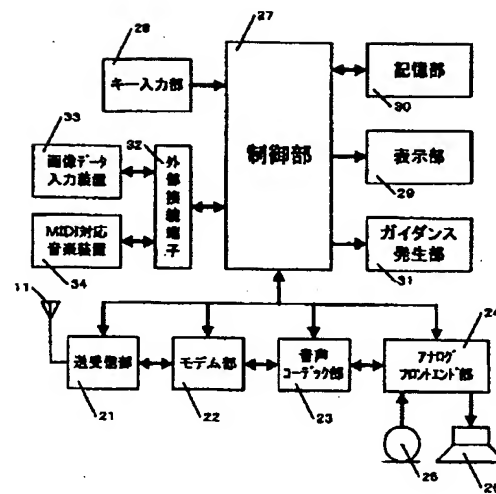 28
27
キー入力部
記憶部
30
33
画像データ
入力装置
32
外部接続端子
制御部
表示部
29
MIDI対応
音楽装置
34
ガイダンス
発生部
31
11
24
送受信部
21
モデム部
22
音声
コーデック部
23
アナログ
フロントエンド部
25
26